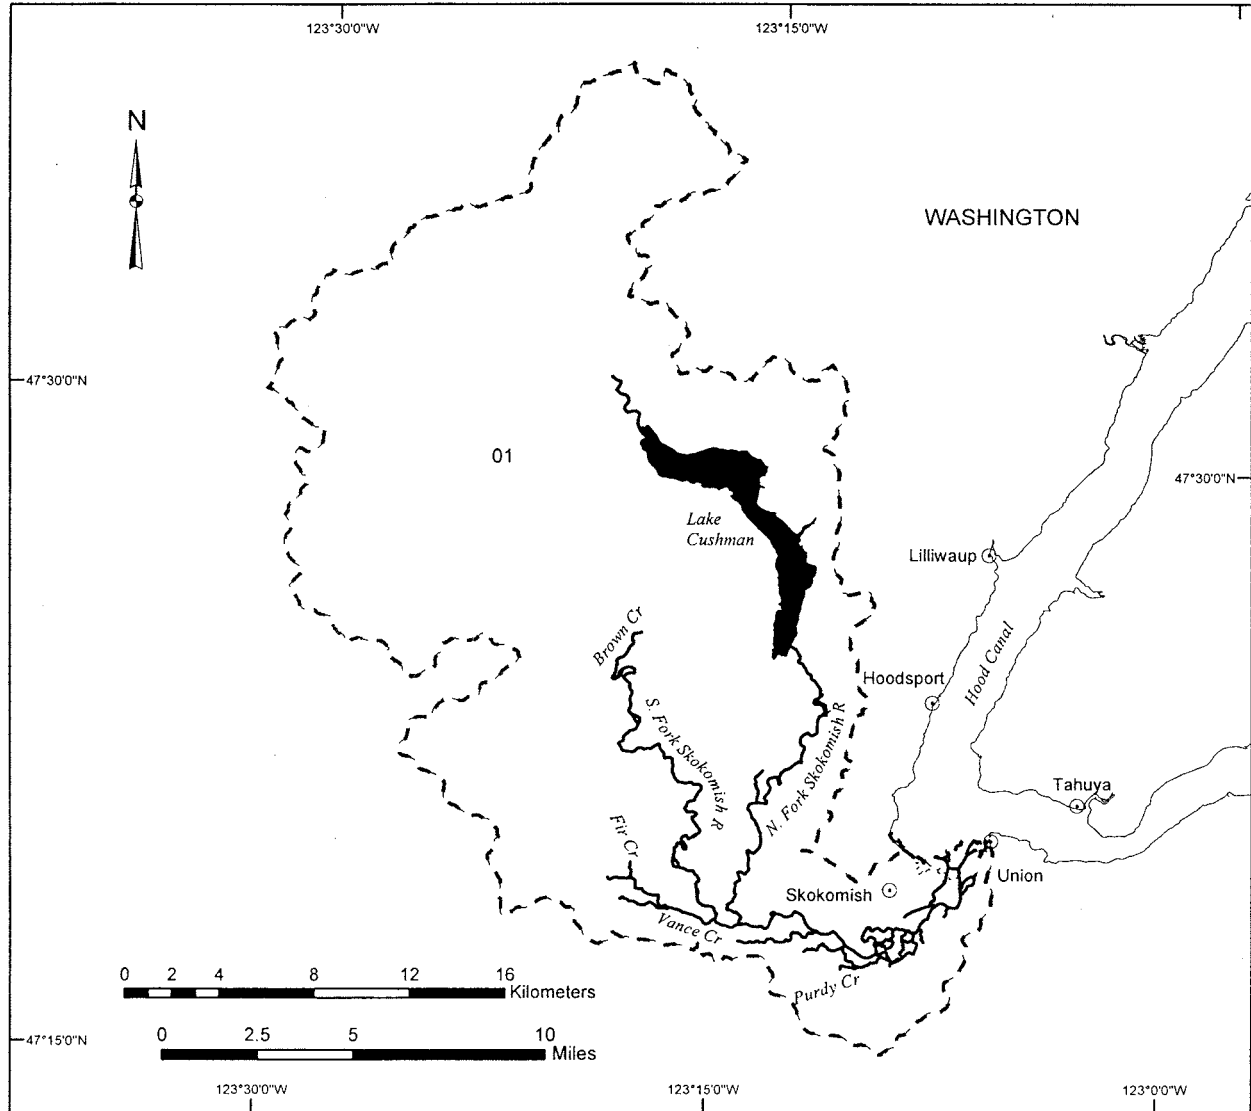 123°30'0"W
123°15'0"W
N
WASHINGTON
47°30'0"N
01
47°30'0"N
Lake
Cushman
Lilliwaup
Brown Cr
Hood Canal
Hoodsport
S. Fork Skokomish R
N. Fork Skokomish R
Tahuya
Fir Cr
Skokomish
Union
Vance Cr
Purdy Cr
0 2 4 8 12 16
Kilometers
0 2.5 5 10
Miles
47°15'0"N
123°30'0"W
123°15'0"W
123°0'0"W